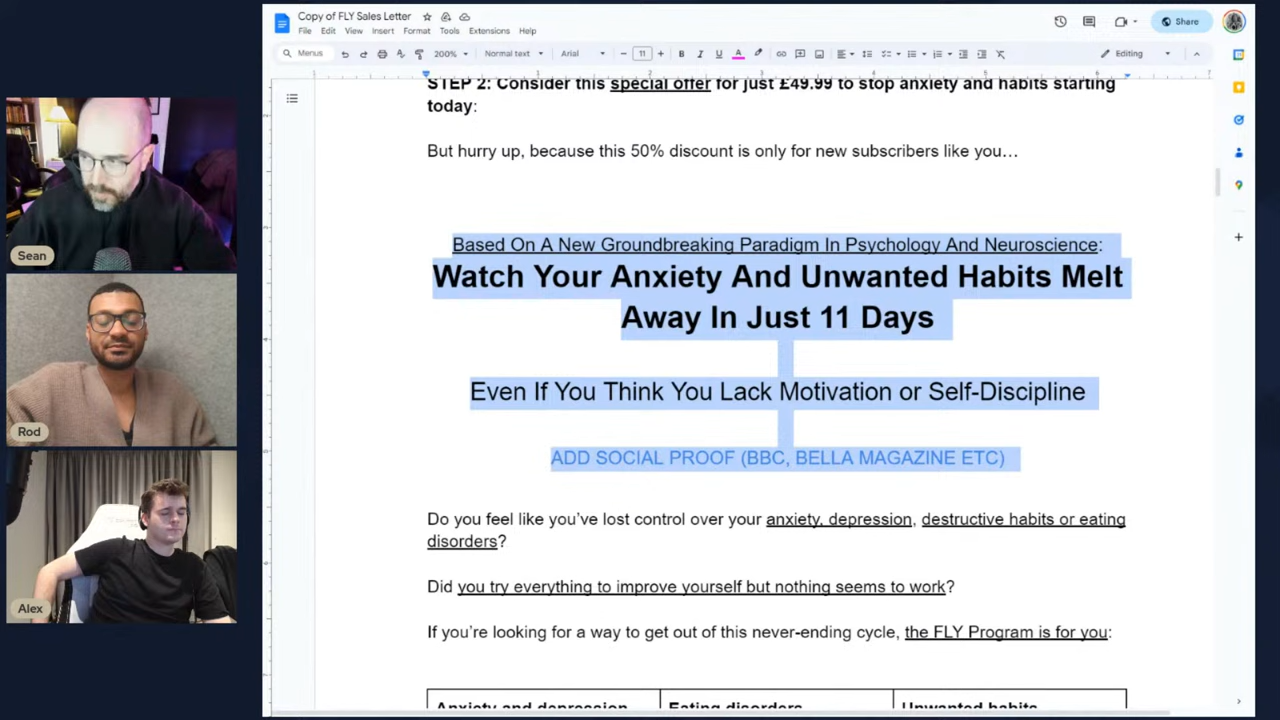 Copy of FLY Sales Letter
File Edit View Insert Format Tools Extensions Help
Share
Menus 200% Normal text Arial 11 Editing
STEP 2: Consider this special offer for just £49.99 to stop anxiety and habits starting
today:
But hurry up, because this 50% discount is only for new subscribers like you…
Based On A New Groundbreaking Paradigm In Psychology And Neuroscience:
Watch Your Anxiety And Unwanted Habits Melt
Away In Just 11 Days
Even If You Think You Lack Motivation or Self-Discipline
ADD SOCIAL PROOF (BBC, BELLA MAGAZINE ETC)
Do you feel like you’ve lost control over your anxiety, depression, destructive habits or eating
disorders?
Did you try everything to improve yourself but nothing seems to work?
If you’re looking for a way to get out of this never-ending cycle, the FLY Program is for you:
Anxiety and depression Eating disorders Unwanted habits
Sean
Rod
Alex